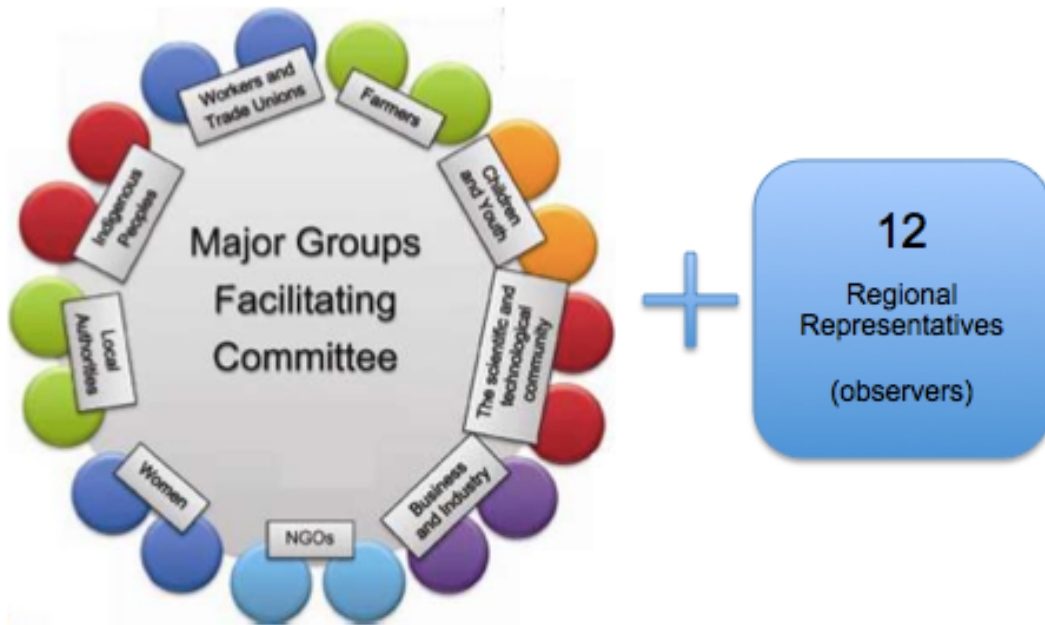 Workers and
Trade Unions
Farmers
Children
and Youth
The scientific and
technological
community
Business
and Industry
NGOs
Women
Local
Authorities
Indigenous
Peoples
Major Groups
Facilitating
Committee
12
Regional
Representatives
(observers)